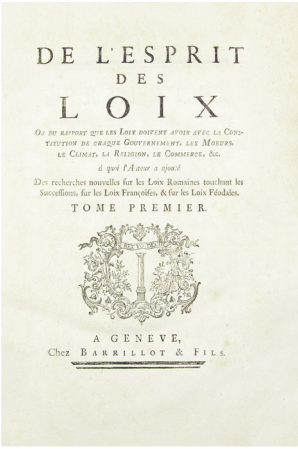 DE L'ESPRIT
DES
LOIX
OU DU RAPPORT QUE LES LOIX DOIVENT AVOIR AVEC LA CONS-
TITUTION DE CHAQUE GOUVERNEMENT, LES MOEURS,
LE CLIMAT, LA RELIGION, LE COMMERCE, &c.
à quoi l'Auteur a ajouté
Des recherches nouvelles sur les Loix Romaines touchant les
Successions, sur les Loix Françoises, & sur les Loix Féodales.
TOME PREMIER.
A GENEVE,
Chez BARRILLOT & FILS.